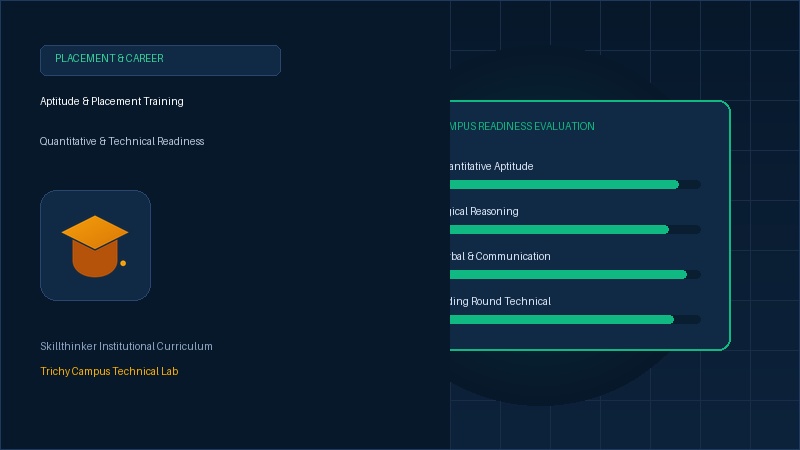 PLACEMENT & CAREER
Aptitude & Placement Training
Quantitative & Technical Readiness
Skillthinker Institutional Curriculum
Trichy Campus Technical Lab
MPUS READINESS EVALUATION
antitative Aptitude
gical Reasoning
bal & Communication
ding Round Technical